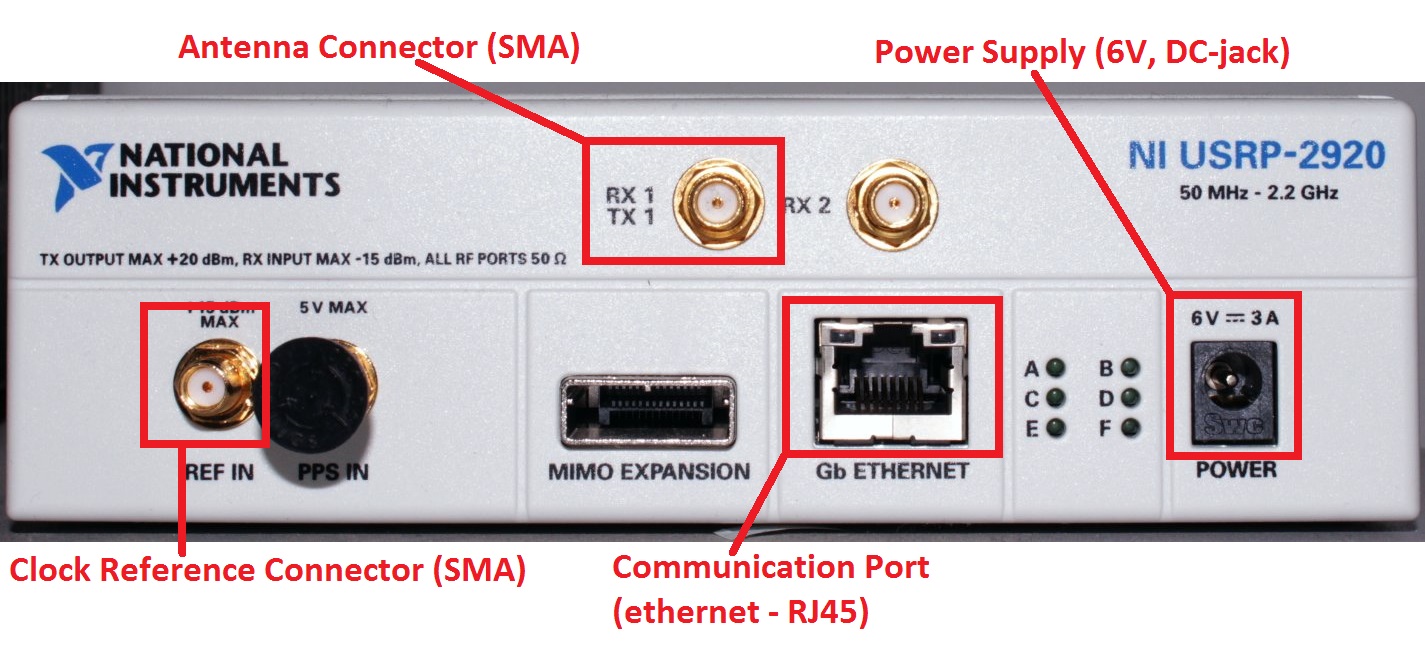 Antenna Connector (SMA)
Power Supply (6V, DC-jack)
NATIONAL
INSTRUMENTS
RX 1
TX 1
RX 2
NI USRP-2920
50 MHz - 2.2 GHz
TX OUTPUT MAX +20 dBm, RX INPUT MAX -15 dBm, ALL RF PORTS 50 Ω
MAX
5 V MAX
6 V ⎓ 3 A
A B
C D
E F
Swc
REF IN
PPS IN
MIMO EXPANSION
Gb ETHERNET
POWER
Clock Reference Connector (SMA)
Communication Port
(ethernet - RJ45)